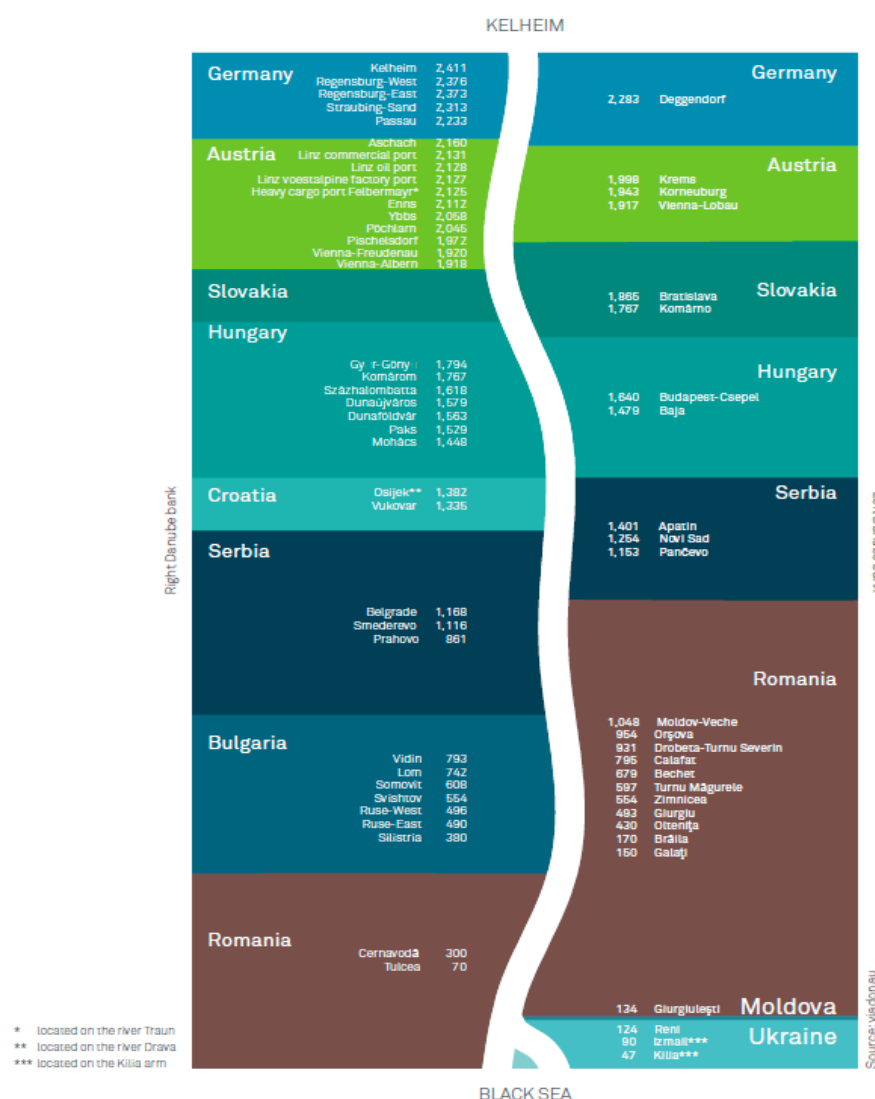 KELHEIM
Germany
Kelheim 2,411
Regensburg-West 2,376
Regensburg-East 2,373
Straubing-Sand 2,313
Passau 2,233
Austria
Aschach 2,160
Linz commercial port 2,131
Linz oil port 2,128
Linz voestalpine factory port 2,127
Heavy cargo port Felbermayr* 2,125
Enns 2,112
Ybbs 2,058
Pöchlarn 2,045
Pischelsdorf 1,972
Vienna-Freudenau 1,920
Vienna-Albern 1,918
Slovakia
Hungary
Gy r-Göny
1,794
Komárom 1,767
Százhalombatta 1,618
Dunaújváros 1,579
Dunaföldvár 1,563
Paks 1,529
Mohács 1,448
Croatia
Osijek** 1,382
Vukovar 1,335
Serbia
Belgrade 1,168
Smederevo 1,116
Prahovo 861
Bulgaria
Vidin 793
Lom 742
Somovit 608
Svishtov 554
Ruse-West 496
Ruse-East 490
Silistria 380
Romania
Cernavodă 300
Tulcea 70
Germany
2,283 Deggendorf
Austria
1,998 Krems
1,943 Korneuburg
1,917 Vienna-Lobau
Slovakia
1,865 Bratislava
1,767 Komárno
Hungary
1,640 Budapest-Csepel
1,479 Baja
Serbia
1,401 Apatin
1,254 Novi Sad
1,153 Pančevo
Romania
1,048 Moldov-Veche
954 Orşova
931 Drobeta-Turnu Severin
795 Calafat
679 Bechet
597 Turnu Măgurele
554 Zimnicea
493 Giurgiu
430 Olteniţa
170 Brăila
150 Galaţi
134 Giurgiuleşti Moldova
Ukraine
124 Reni
90 Izmail***
47 Kilia***
Right Danube bank
Source: viadonau
* located on the river Traun
** located on the river Drava
*** located on the Kilia arm
BLACK SEA